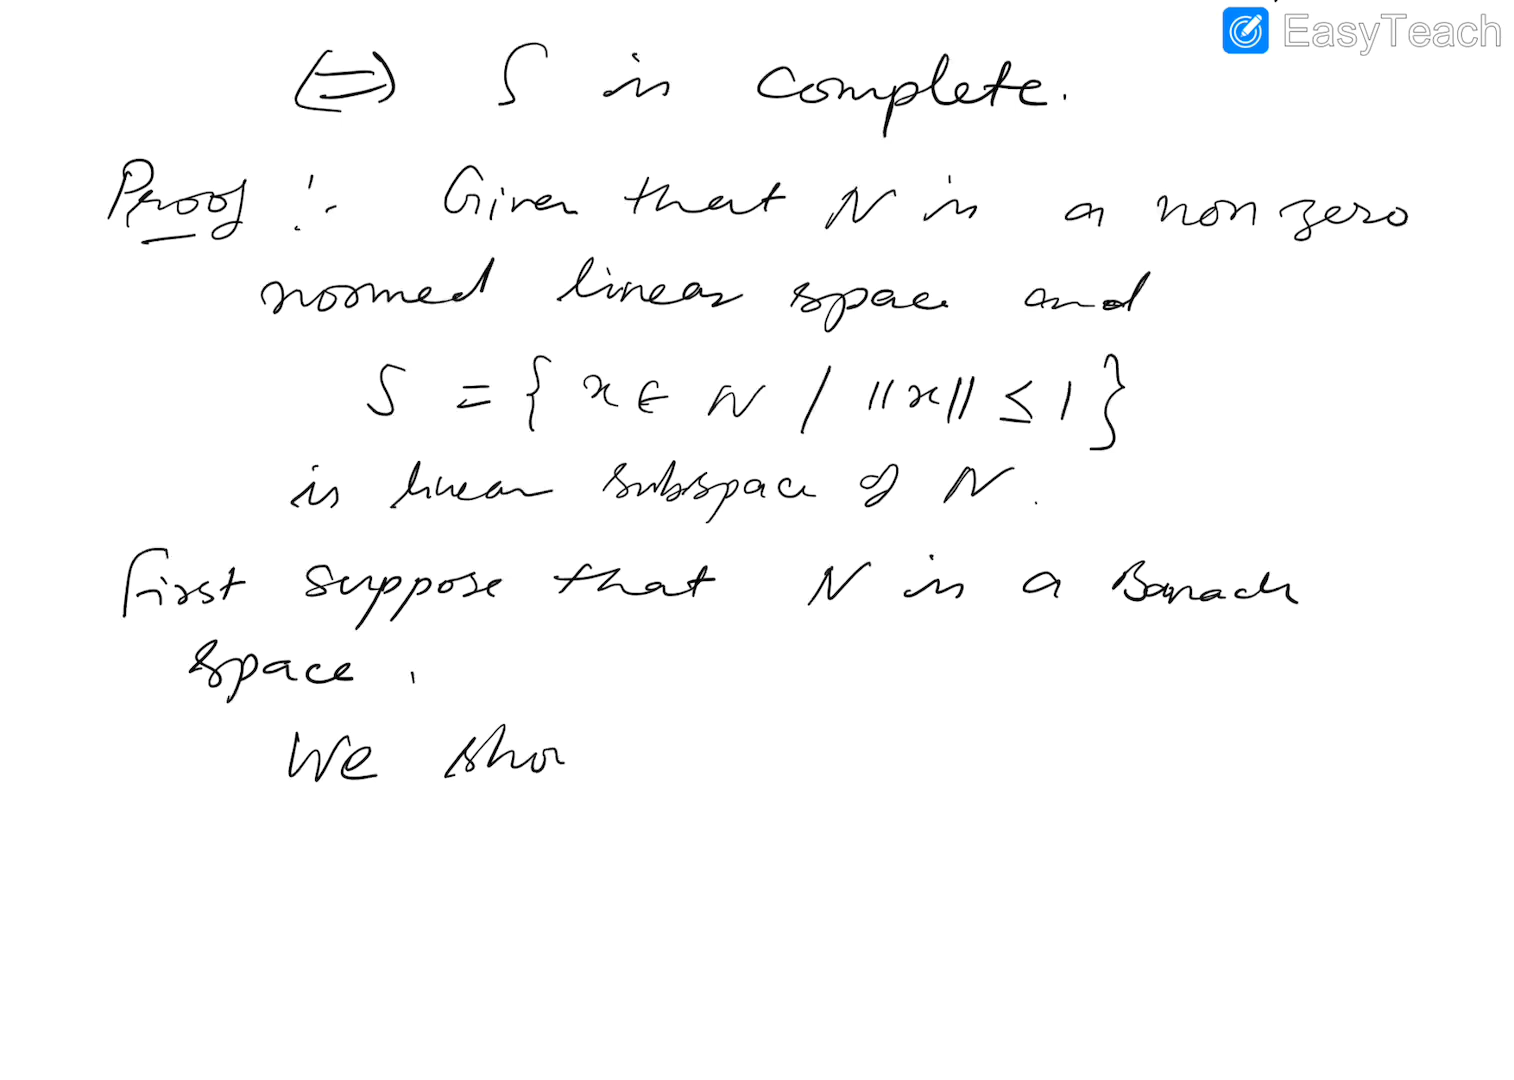 EasyTeach
⇔ S is complete.
Proof :- Given that N is a non zero
normed linear space and
S = { x ∈ N / ||x|| ≤ 1 }
is linear subspace of N.
First suppose that N is a Banach
space.
We sho